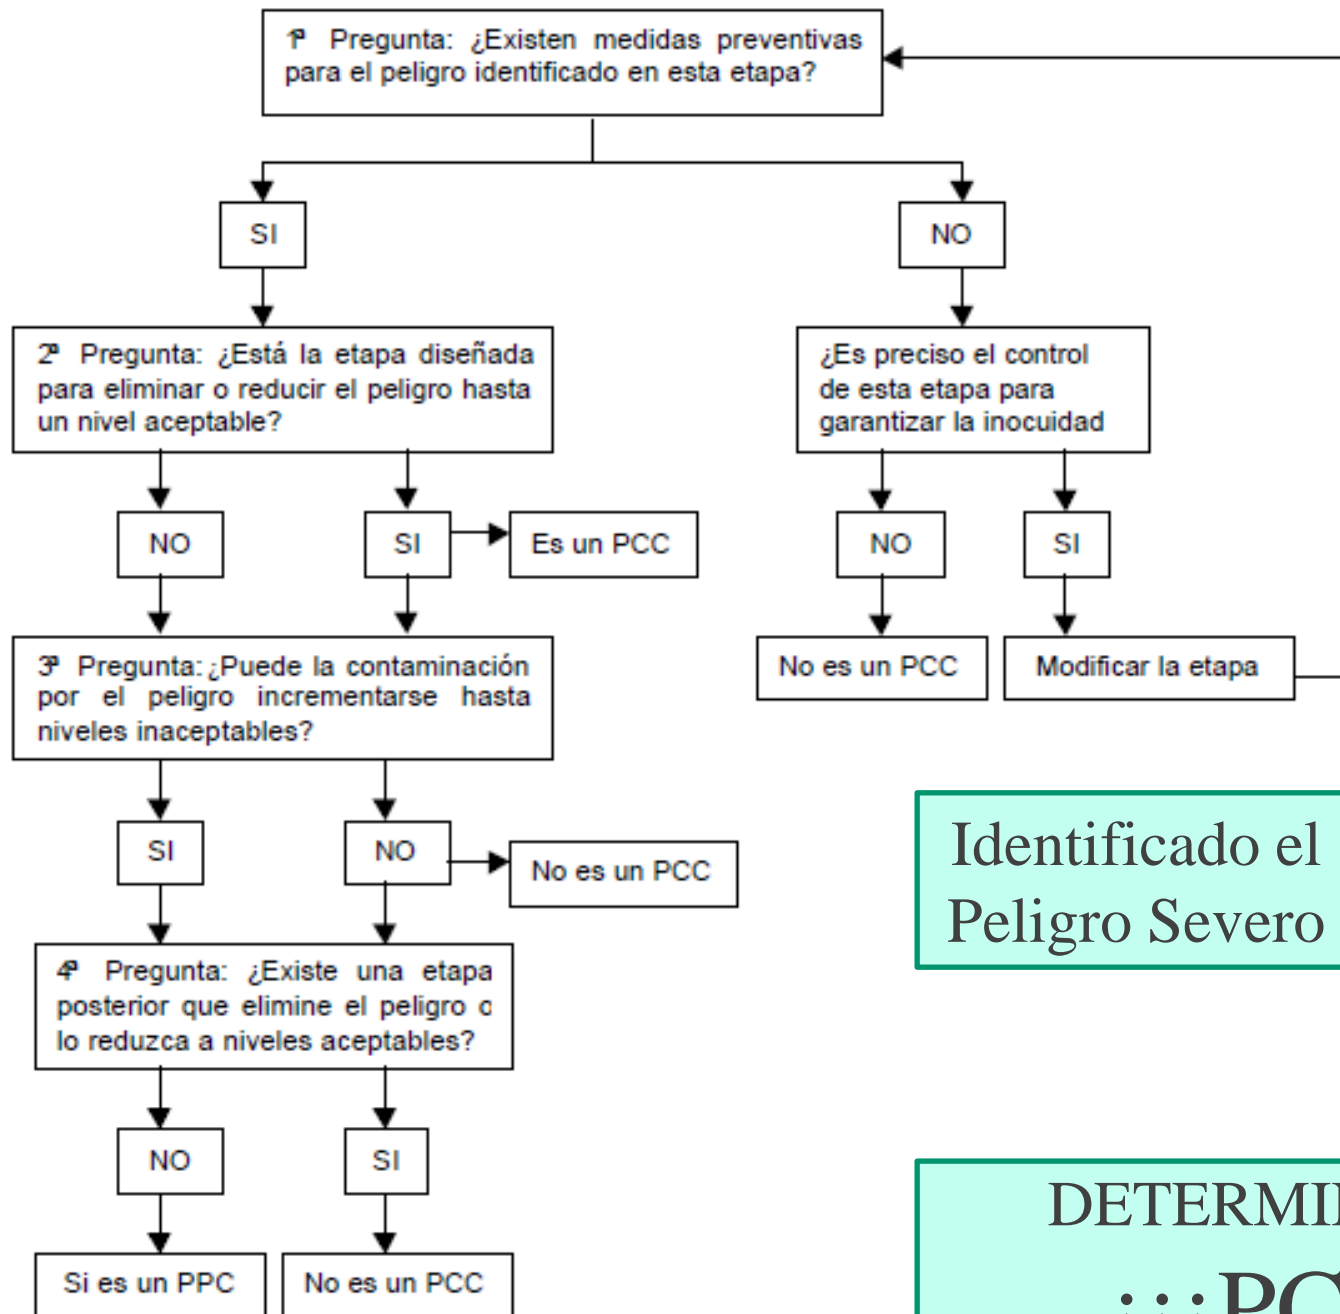 1ª Pregunta: ¿Existen medidas preventivas
para el peligro identificado en esta etapa?
SI
NO
2ª Pregunta: ¿Está la etapa diseñada
para eliminar o reducir el peligro hasta
un nivel aceptable?
¿Es preciso el control
de esta etapa para
garantizar la inocuidad
NO
SI
Es un PCC
NO
SI
3ª Pregunta:¿Puede la contaminación
por el peligro incrementarse hasta
niveles inaceptables?
No es un PCC
Modificar la etapa
SI
NO
No es un PCC
Identificado el
Peligro Severo
4ª Pregunta: ¿Existe una etapa
posterior que elimine el peligro o
lo reduzca a niveles aceptables?
NO
SI
Si es un PPC
No es un PCC